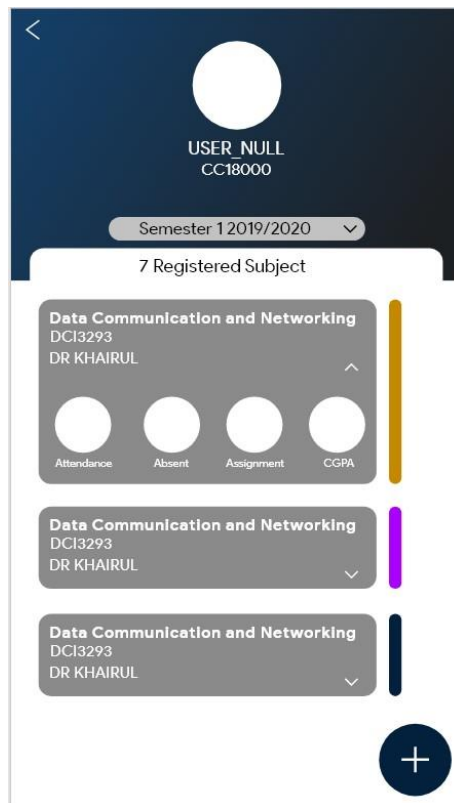 USER_NULL
CC18000
Semester 1 2019/2020
7 Registered Subject
Data Communication and Networking
DCI3293
DR KHAIRUL
Attendance Absent Assignment CGPA
Data Communication and Networking
DCI3293
DR KHAIRUL
Data Communication and Networking
DCI3293
DR KHAIRUL